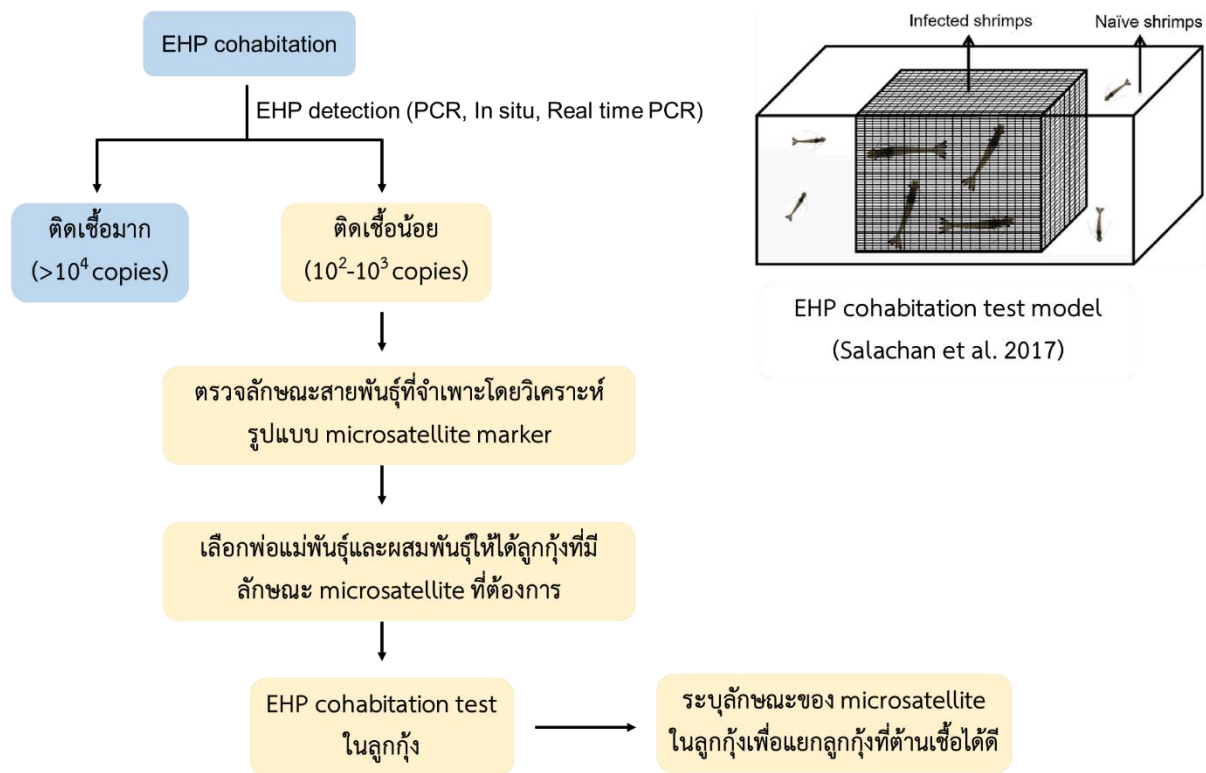 EHP cohabitation
EHP detection (PCR, In situ, Real time PCR)
ติดเชื้อมาก
(>10⁴ copies)
ติดเชื้อน้อย
(10²-10³ copies)
ตรวจลักษณะสายพันธุ์ที่จำเพาะโดยวิเคราะห์
รูปแบบ microsatellite marker
เลือกพ่อแม่พันธุ์และผสมพันธุ์ให้ได้ลูกกุ้งที่มี
ลักษณะ microsatellite ที่ต้องการ
EHP cohabitation test
ในลูกกุ้ง
ระบุลักษณะของ microsatellite
ในลูกกุ้งเพื่อแยกลูกกุ้งที่ต้านเชื้อได้ดี
Infected shrimps
Naïve shrimps
EHP cohabitation test model
(Salachan et al. 2017)